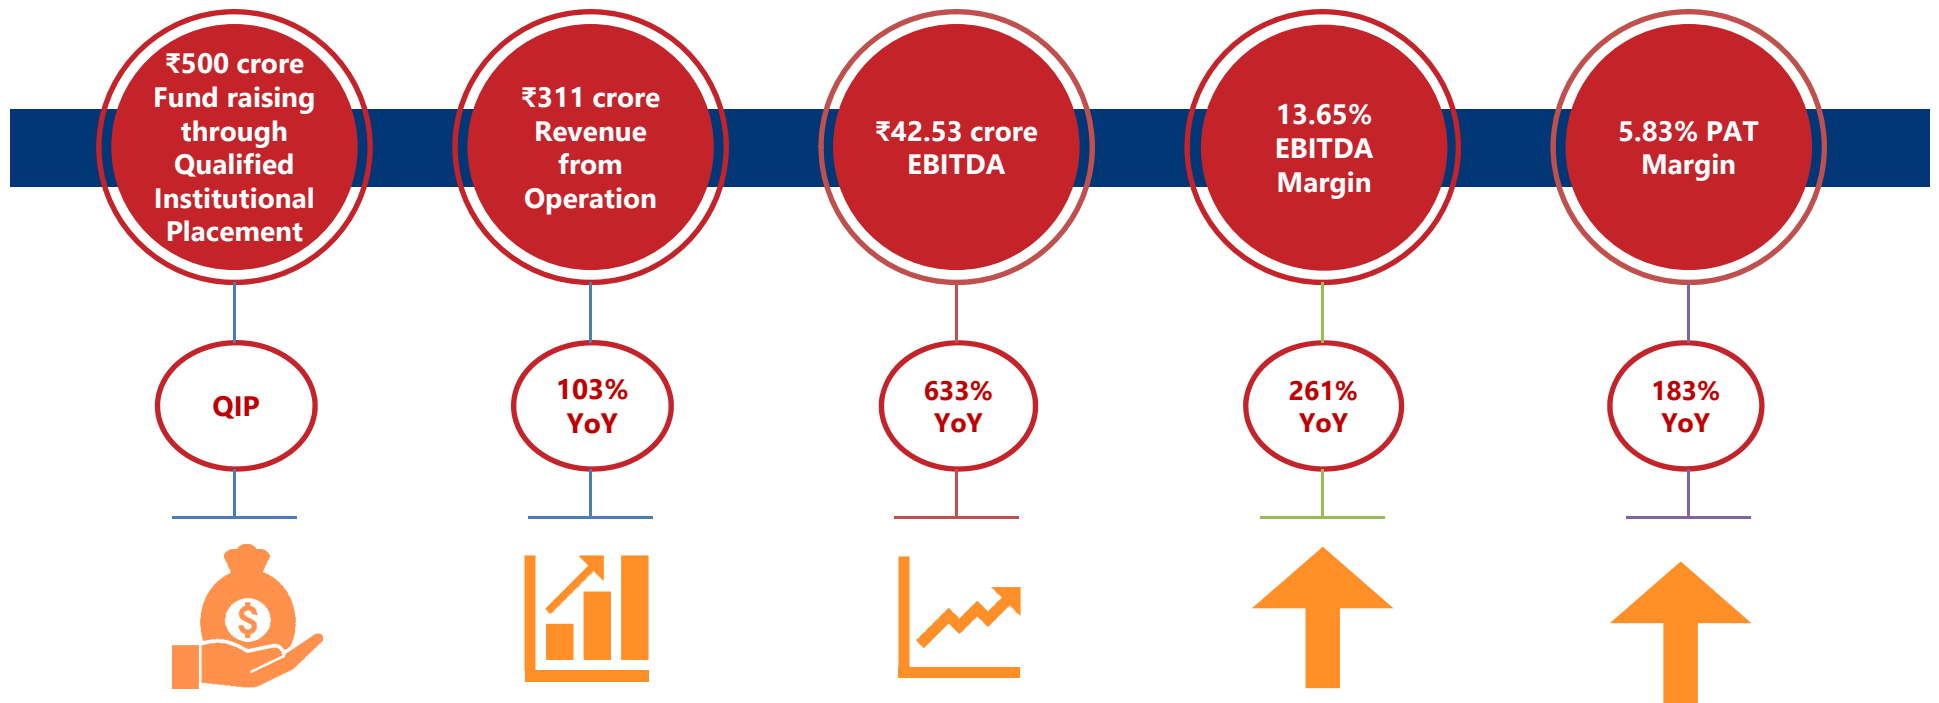 ₹500 crore
Fund raising
through
Qualified
Institutional
Placement
₹311 crore
Revenue
from
Operation
₹42.53 crore
EBITDA
13.65%
EBITDA
Margin
5.83% PAT
Margin
QIP
103%
YoY
633%
YoY
261%
YoY
183%
YoY
$